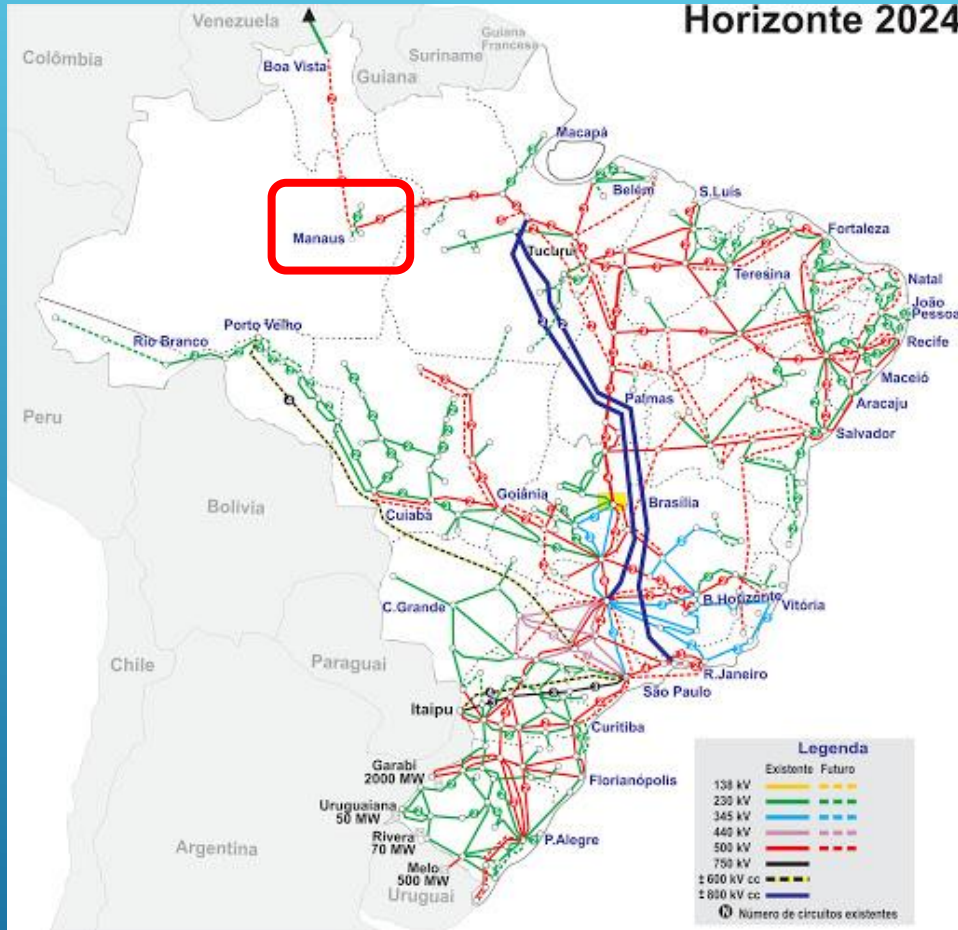 Horizonte 2024
Venezuela
Guiana
Francesa
Colômbia
Suriname
Boa Vista
Guiana
Macapá
Belém
S.Luís
Manaus
Fortaleza
Tucuruí
Teresina
Natal
João
Pessoa
Porto Velho
Rio Branco
Recife
Palmas
Maceió
Peru
Aracaju
Salvador
Goiânia
Brasília
Bolívia
Cuiabá
C.Grande
B.Horizonte
Vitória
Chile
Paraguai
R.Janeiro
São Paulo
Itaipu
Curitiba
Garabi
2000 MW
Florianópolis
Uruguaiana
50 MW
Rivera
70 MW
P.Alegre
Argentina
Melo
500 MW
Uruguai
Legenda
Existente Futuro
138 kV
230 kV
345 kV
440 kV
500 kV
750 kV
± 600 kV cc
± 800 kV cc
N Número de circuitos existentes